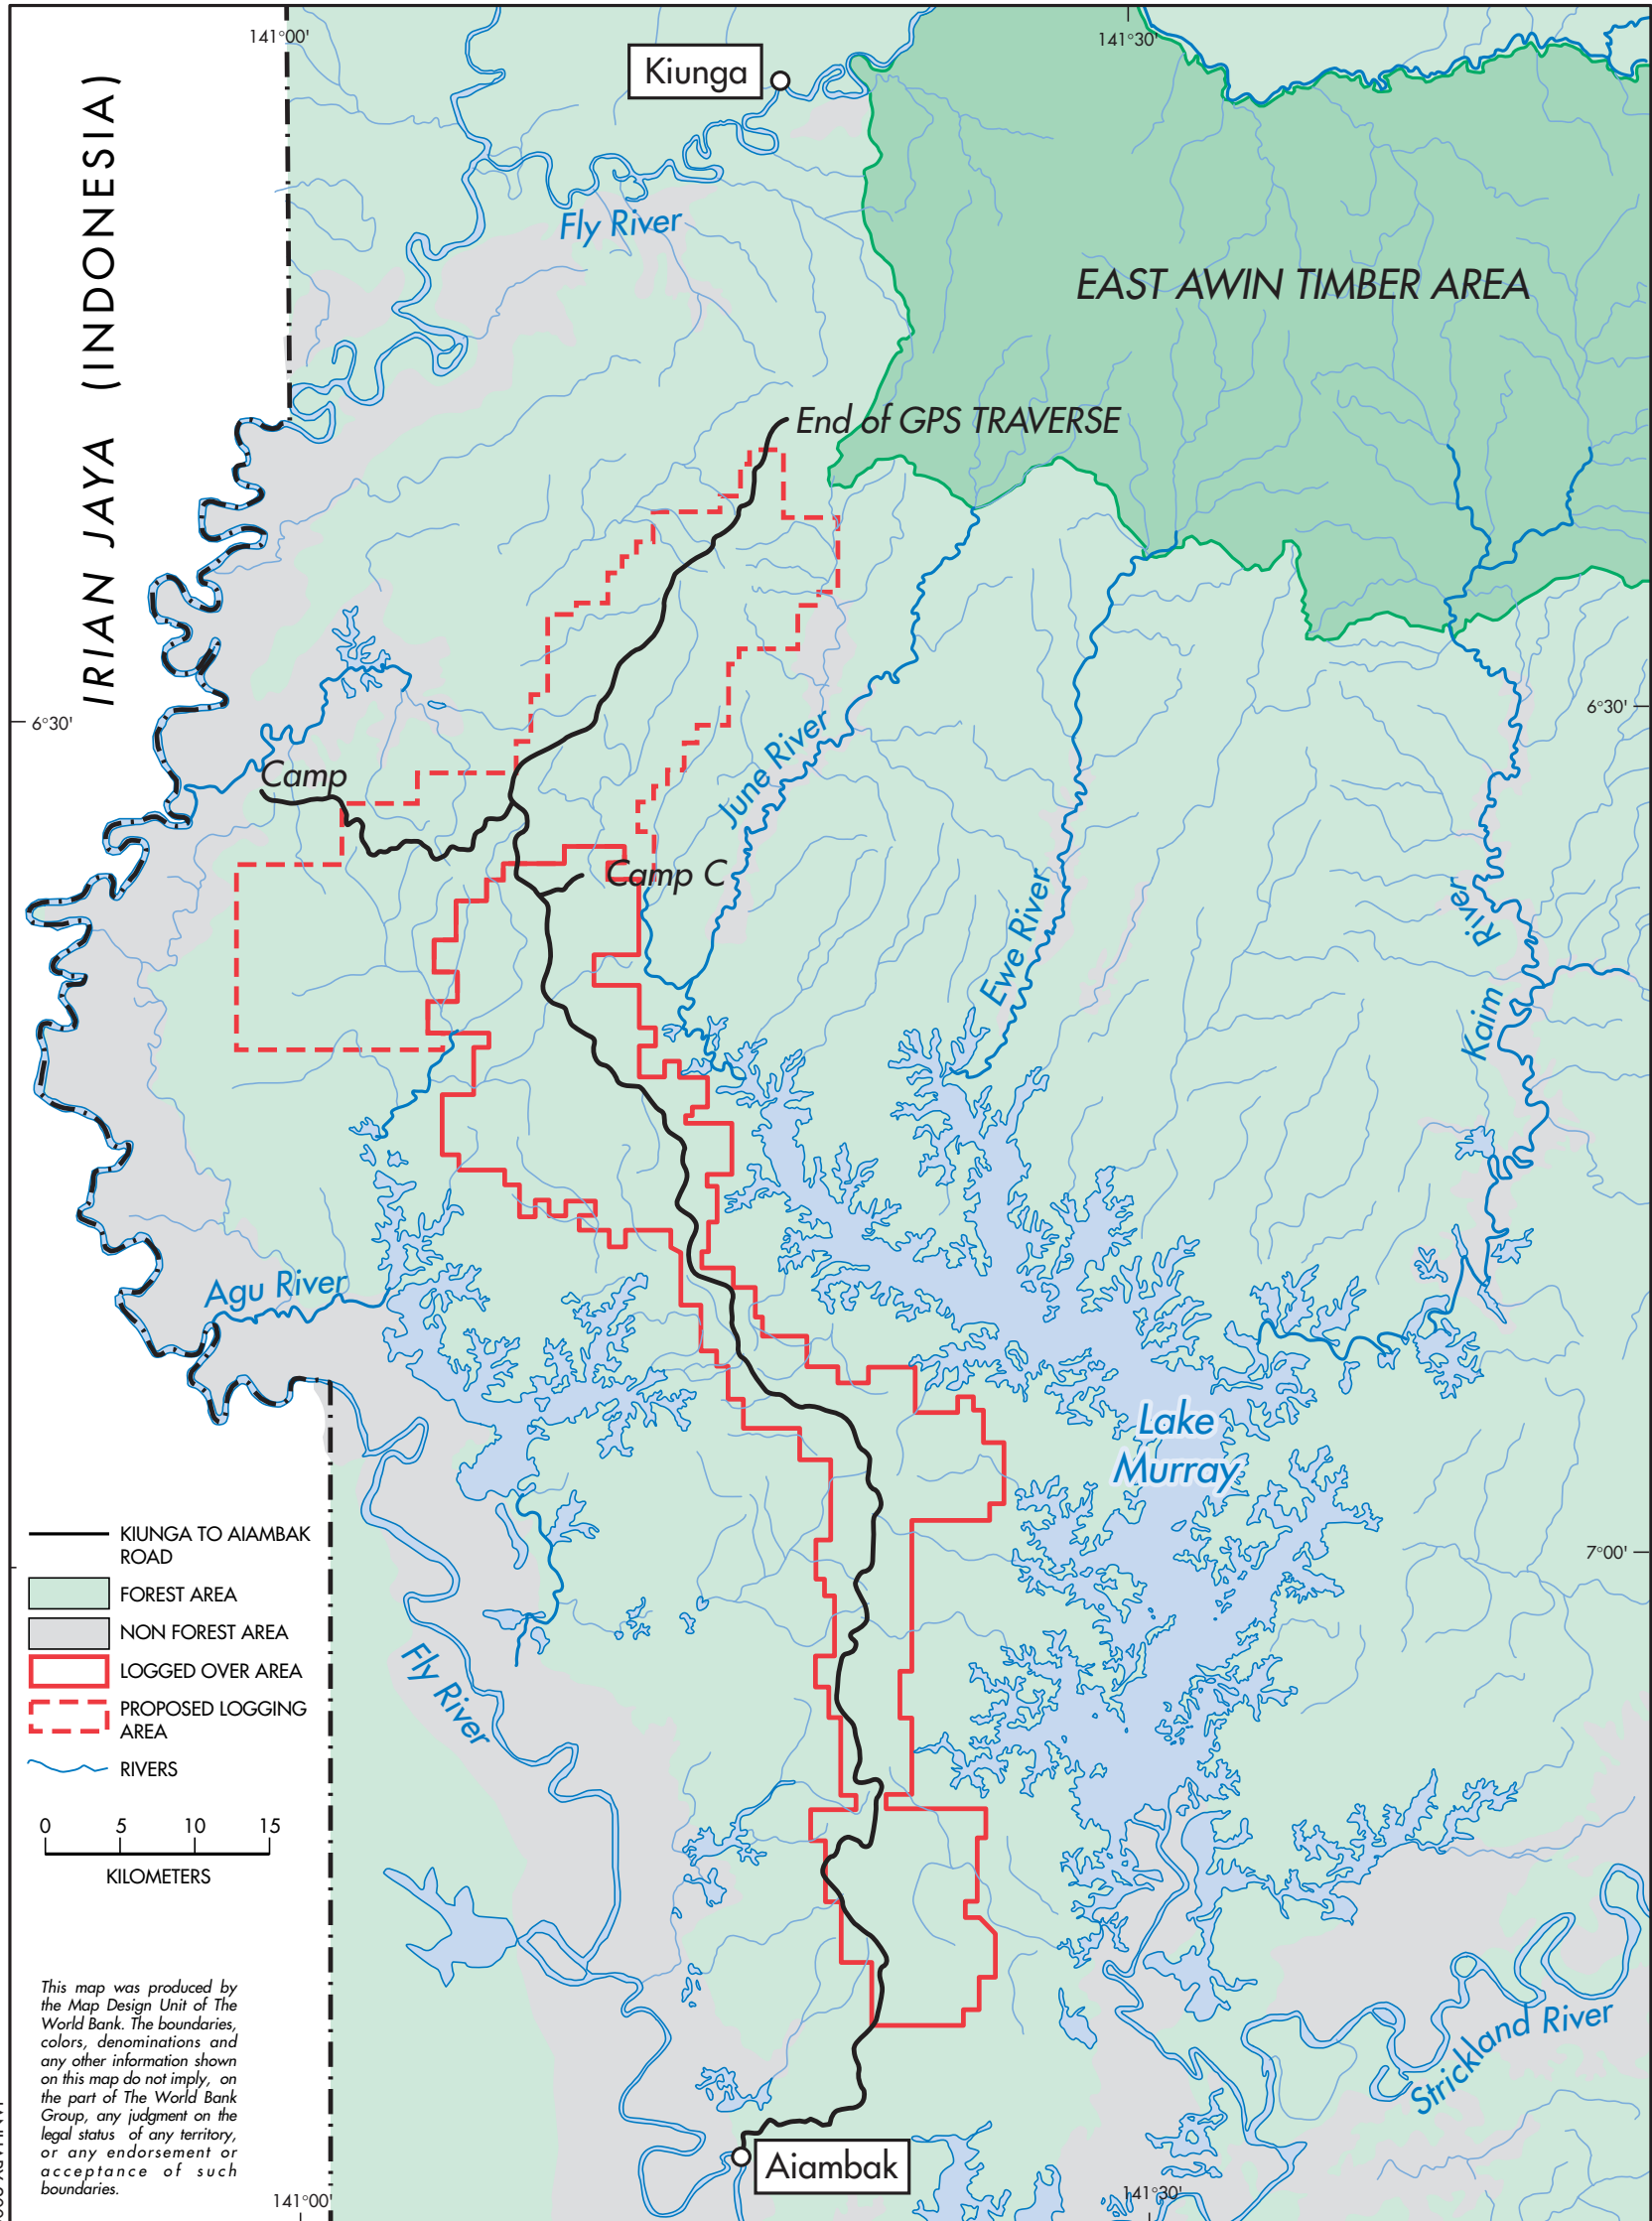 141°00'
141°30'
Kiunga
IRIAN JAYA (INDONESIA)
Fly River
EAST AWIN TIMBER AREA
End of GPS TRAVERSE
6°30'
6°30'
June River
Camp
Camp C
Ewe River
River
Kaim
Agu River
Lake
Murray
KIUNGA TO AIAMBAK
ROAD
FOREST AREA
NON FOREST AREA
LOGGED OVER AREA
PROPOSED LOGGING
AREA
RIVERS
7°00'
Fly River
0 5 10 15
KILOMETERS
This map was produced by
the Map Design Unit of The
World Bank. The boundaries,
colors, denominations and
any other information shown
on this map do not imply, on
the part of The World Bank
Group, any judgment on the
legal status of any territory,
or any endorsement or
acceptance of such
boundaries.
Strickland River
Aiambak
141°00'
141°30'